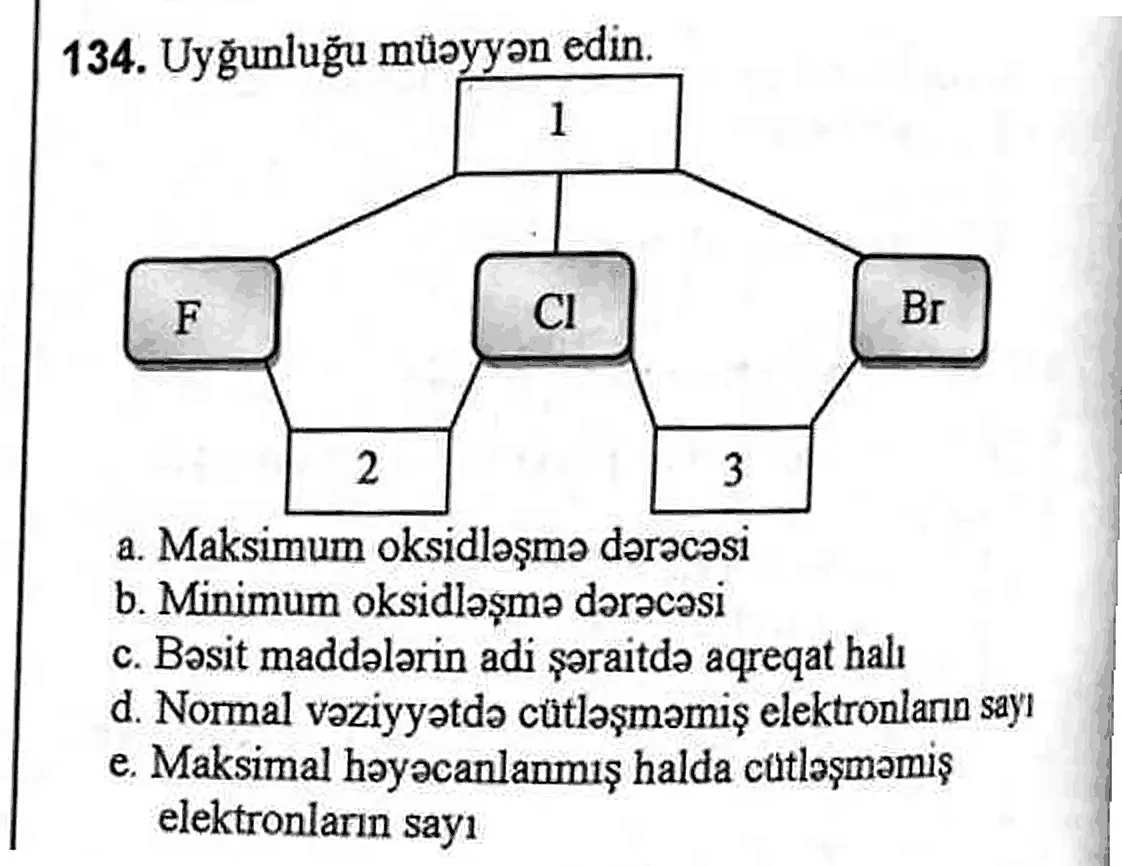 134. Uyğunluğu müəyyən edin.
1
F
Cl
Br
2
3
a. Maksimum oksidləşmə dərəcəsi
b. Minimum oksidləşmə dərəcəsi
c. Bəsit maddələrin adi şəraitdə aqreqat halı
d. Normal vəziyyətdə cütləşməmiş elektronların sayı
e. Maksimal həyəcanlanmış halda cütləşməmiş
elektronların sayı